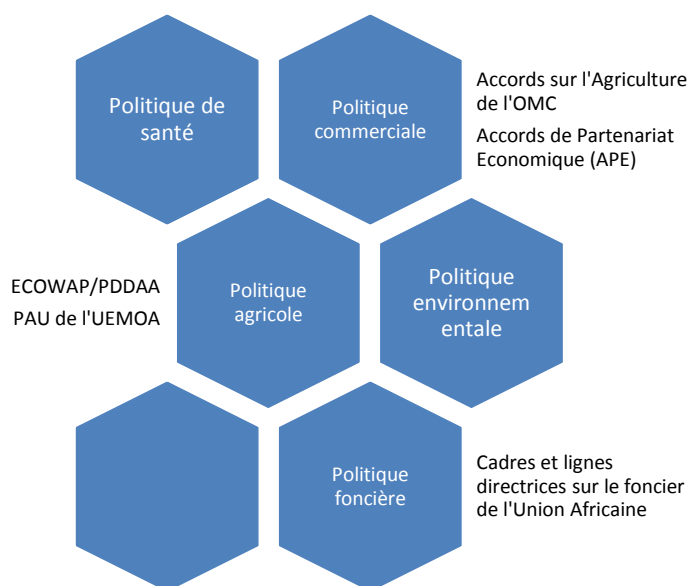 Politique de
santé
Politique
commerciale
Accords sur l'Agriculture
de l'OMC
Accords de Partenariat
Economique (APE)
ECOWAP/PDDAA
PAU de l'UEMOA
Politique
agricole
Politique
environnem
entale
Politique
foncière
Cadres et lignes
directrices sur le foncier
de l'Union Africaine